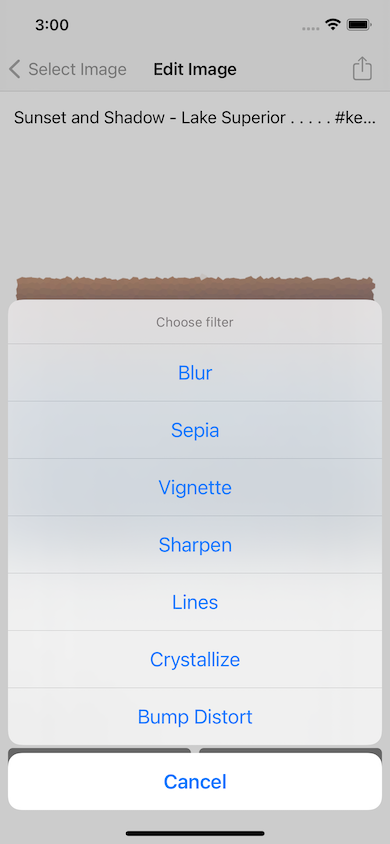 3:00
Select Image
Edit Image
Sunset and Shadow - Lake Superior . . . . . #ke...
Choose filter
Blur
Sepia
Vignette
Sharpen
Lines
Crystallize
Bump Distort
Cancel